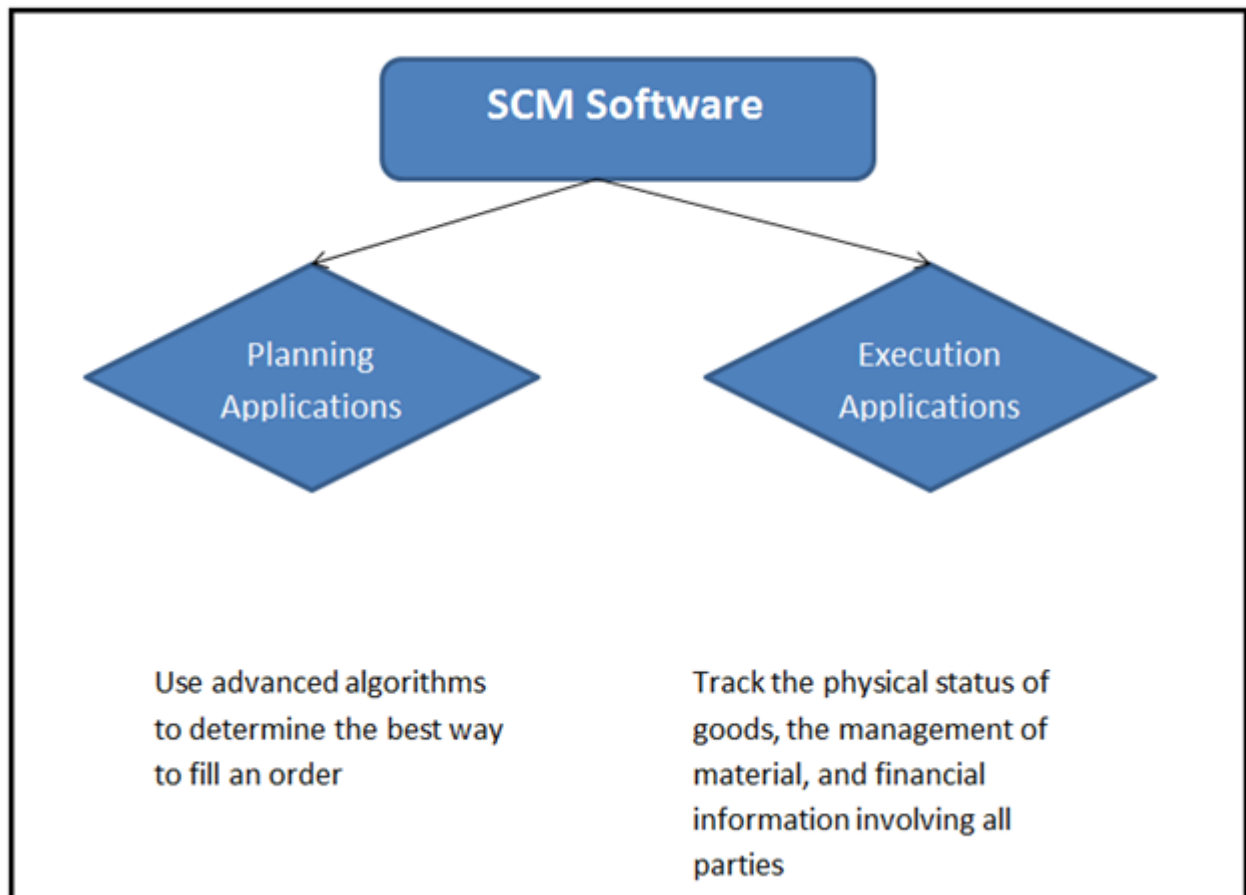 SCM Software
Planning
Applications
Execution
Applications
Use advanced algorithms
to determine the best way
to fill an order
Track the physical status of
goods, the management of
material, and financial
information involving all
parties